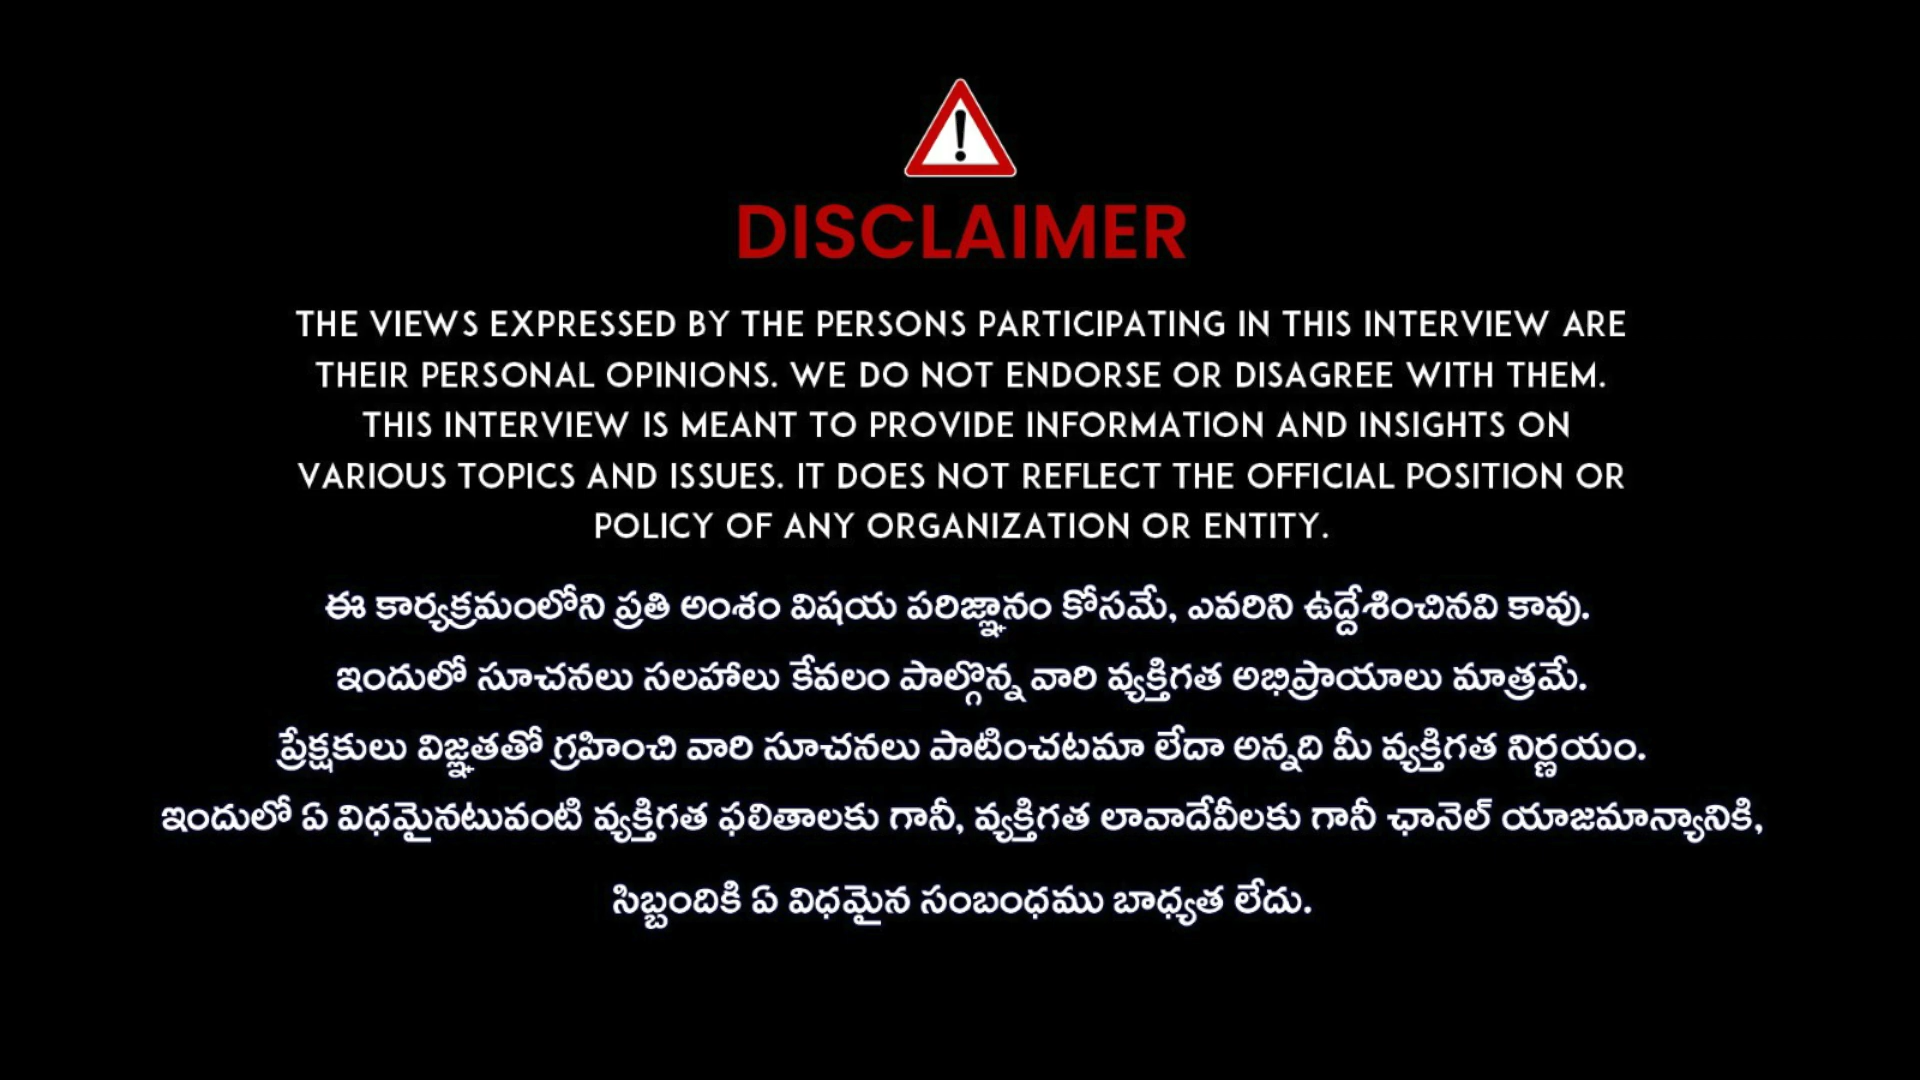 DISCLAIMER
THE VIEWS EXPRESSED BY THE PERSONS PARTICIPATING IN THIS INTERVIEW ARE
THEIR PERSONAL OPINIONS. WE DO NOT ENDORSE OR DISAGREE WITH THEM.
THIS INTERVIEW IS MEANT TO PROVIDE INFORMATION AND INSIGHTS ON
VARIOUS TOPICS AND ISSUES. IT DOES NOT REFLECT THE OFFICIAL POSITION OR
POLICY OF ANY ORGANIZATION OR ENTITY.
ఈ కార్యక్రమంలోని ప్రతి అంశం విషయ పరిజ్ఞానం కోసమే, ఎవరిని ఉద్దేశించినవి కావు.
ఇందులో సూచనలు సలహాలు కేవలం పాల్గొన్న వారి వ్యక్తిగత అభిప్రాయాలు మాత్రమే.
ప్రేక్షకులు విజ్ఞతతో గ్రహించి వారి సూచనలు పాటించటమా లేదా అన్నది మీ వ్యక్తిగత నిర్ణయం.
ఇందులో ఏ విధమైనటువంటి వ్యక్తిగత ఫలితాలకు గానీ, వ్యక్తిగత లావాదేవీలకు గానీ ఛానెల్ యాజమాన్యానికి,
సిబ్బందికి ఏ విధమైన సంబంధము బాధ్యత లేదు.